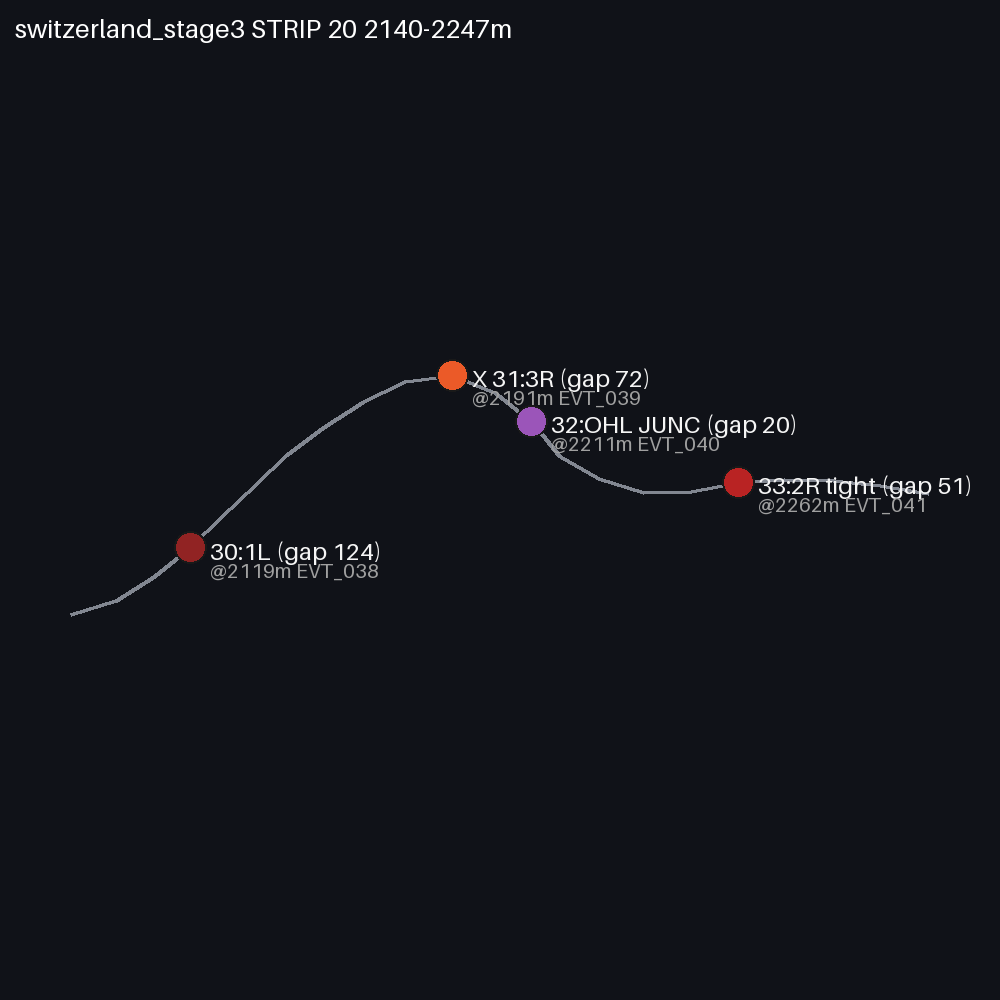 switzerland_stage3 STRIP 20 2140-2247m
X 31:3R (gap 72)
@2191m EVT_039
32:OHL JUNC (gap 20)
@2211m EVT_040
33:2R tight (gap 51)
@2262m EVT_041
30:1L (gap 124)
@2119m EVT_038